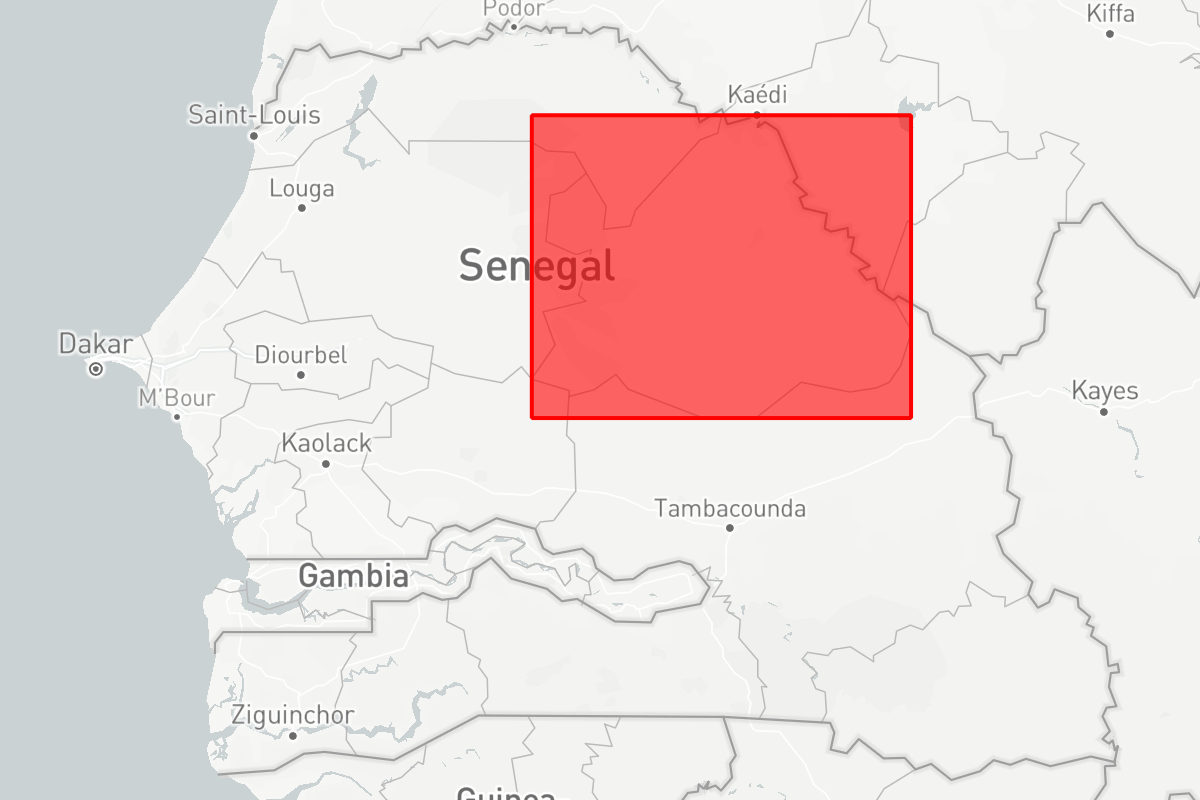 Podor
Kiffa
Kaédi
Saint-Louis
Louga
Senegal
Dakar
Diourbel
M'Bour
Kayes
Kaolack
Tambacounda
Gambia
Ziguinchor
Guinea-